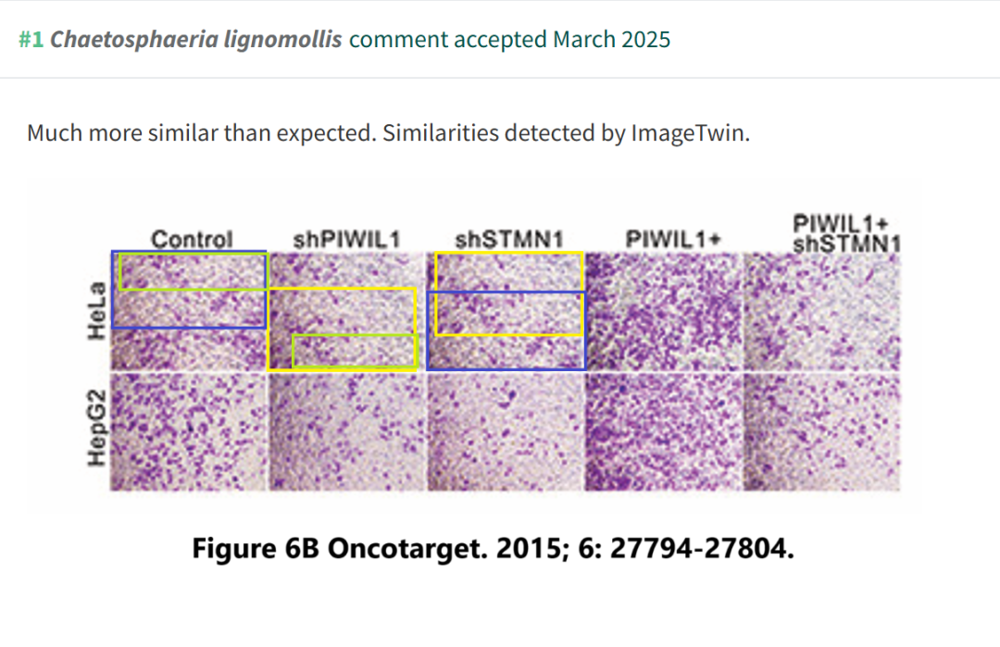 #1 Chaetosphaeria lignomollis comment accepted March 2025
Much more similar than expected. Similarities detected by ImageTwin.
Control shPIWIL1 shSTMN1 PIWIL1+ PIWIL1+
shSTMN1
HeLa
HepG2
Figure 6B Oncotarget. 2015; 6: 27794-27804.